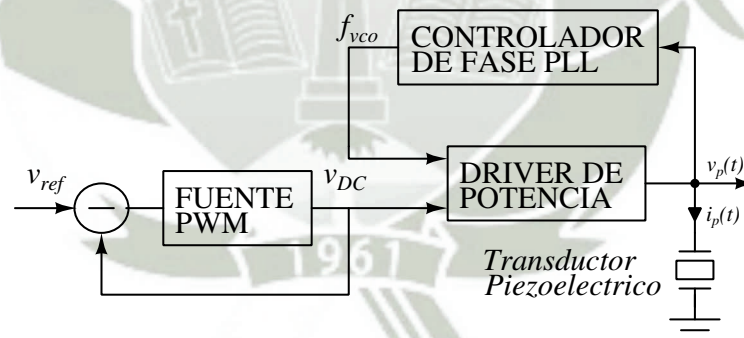 f_vco
CONTROLADOR
DE FASE PLL
v_ref
−
FUENTE
PWM
v_DC
DRIVER DE
POTENCIA
v_p(t)
i_p(t)
Transductor
Piezoelectrico
1961